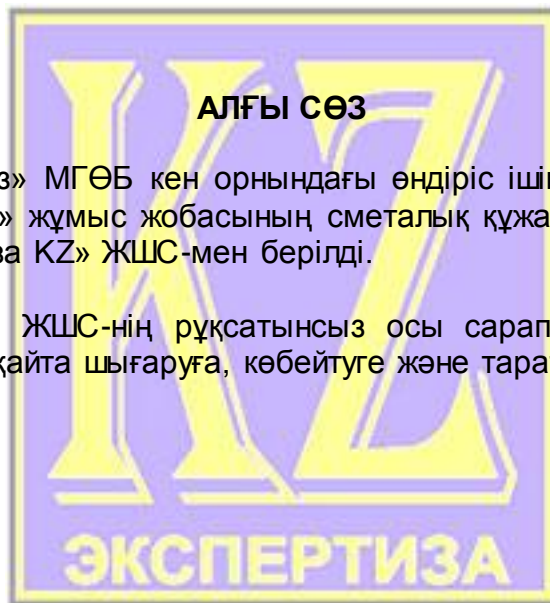 АЛҒЫ СӨЗ
з» МГӨБ кен орнындағы өндіріс ішін
» жұмыс жобасының сметалық құжа
за KZ» ЖШС-мен берілді.
ЖШС-нің рұқсатынсыз осы сарап
қайта шығаруға, көбейтуге және тара
KZ
ЭКСПЕРТИЗА